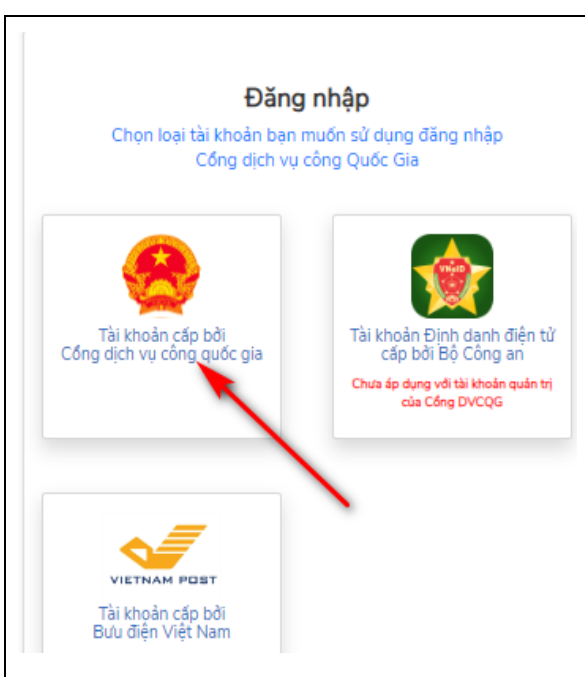 Đăng nhập
Chọn loại tài khoản bạn muốn sử dụng đăng nhập
Cổng dịch vụ công Quốc Gia
Tài khoản cấp bởi
Cổng dịch vụ công quốc gia
VNeID
Tài khoản Định danh điện tử
cấp bởi Bộ Công an
Chưa áp dụng với tài khoản quản trị
của Cổng DVCQG
VIETNAM POST
Tài khoản cấp bởi
Bưu điện Việt Nam